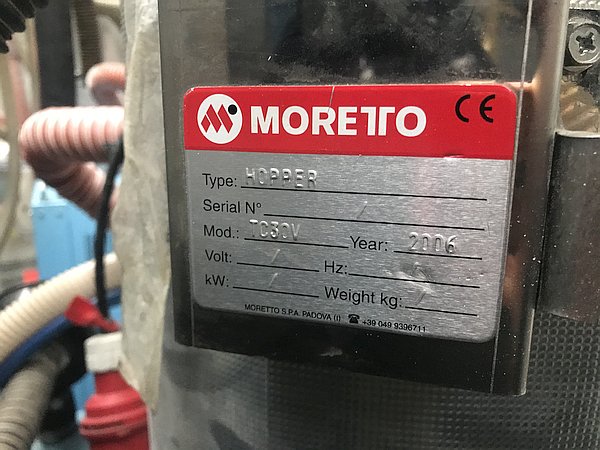 MORETTO CE
Type: HOPPER
Serial N° /
Mod.: TC30V Year: 2006
Volt: / Hz: /
kW: / Weight kg: /
MORETTO S.P.A. PADOVA (I) ☎ +39 049 9396711